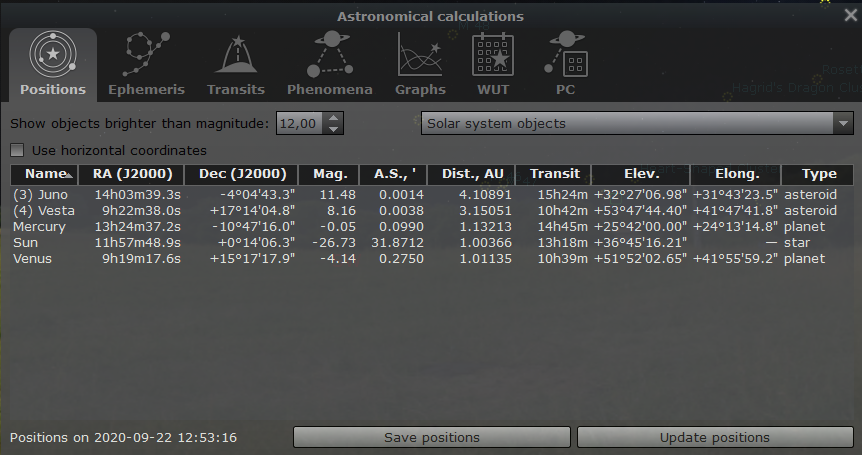 Astronomical calculations
Positions Ephemeris Transits Phenomena Graphs WUT PC
Show objects brighter than magnitude: 12,00 Solar system objects
Use horizontal coordinates
Name RA (J2000) Dec (J2000) Mag. A.S., ' Dist., AU Transit Elev. Elong. Type
(3) Juno 14h03m39.3s -4°04'43.3" 11.48 0.0014 4.10891 15h24m +32°27'06.98" +31°43'23.5" asteroid
(4) Vesta 9h22m38.0s +17°14'04.8" 8.16 0.0038 3.15051 10h42m +53°47'44.40" +41°47'41.8" asteroid
Mercury 13h24m37.2s -10°47'16.0" -0.05 0.0990 1.13213 14h45m +25°42'00.00" +24°13'14.8" planet
Sun 11h57m48.9s +0°14'06.3" -26.73 31.8712 1.00366 13h18m +36°45'16.21" — star
Venus 9h19m17.6s +15°17'17.9" -4.14 0.2750 1.01135 10h39m +51°52'02.65" +41°55'59.2" planet
Positions on 2020-09-22 12:53:16 Save positions Update positions